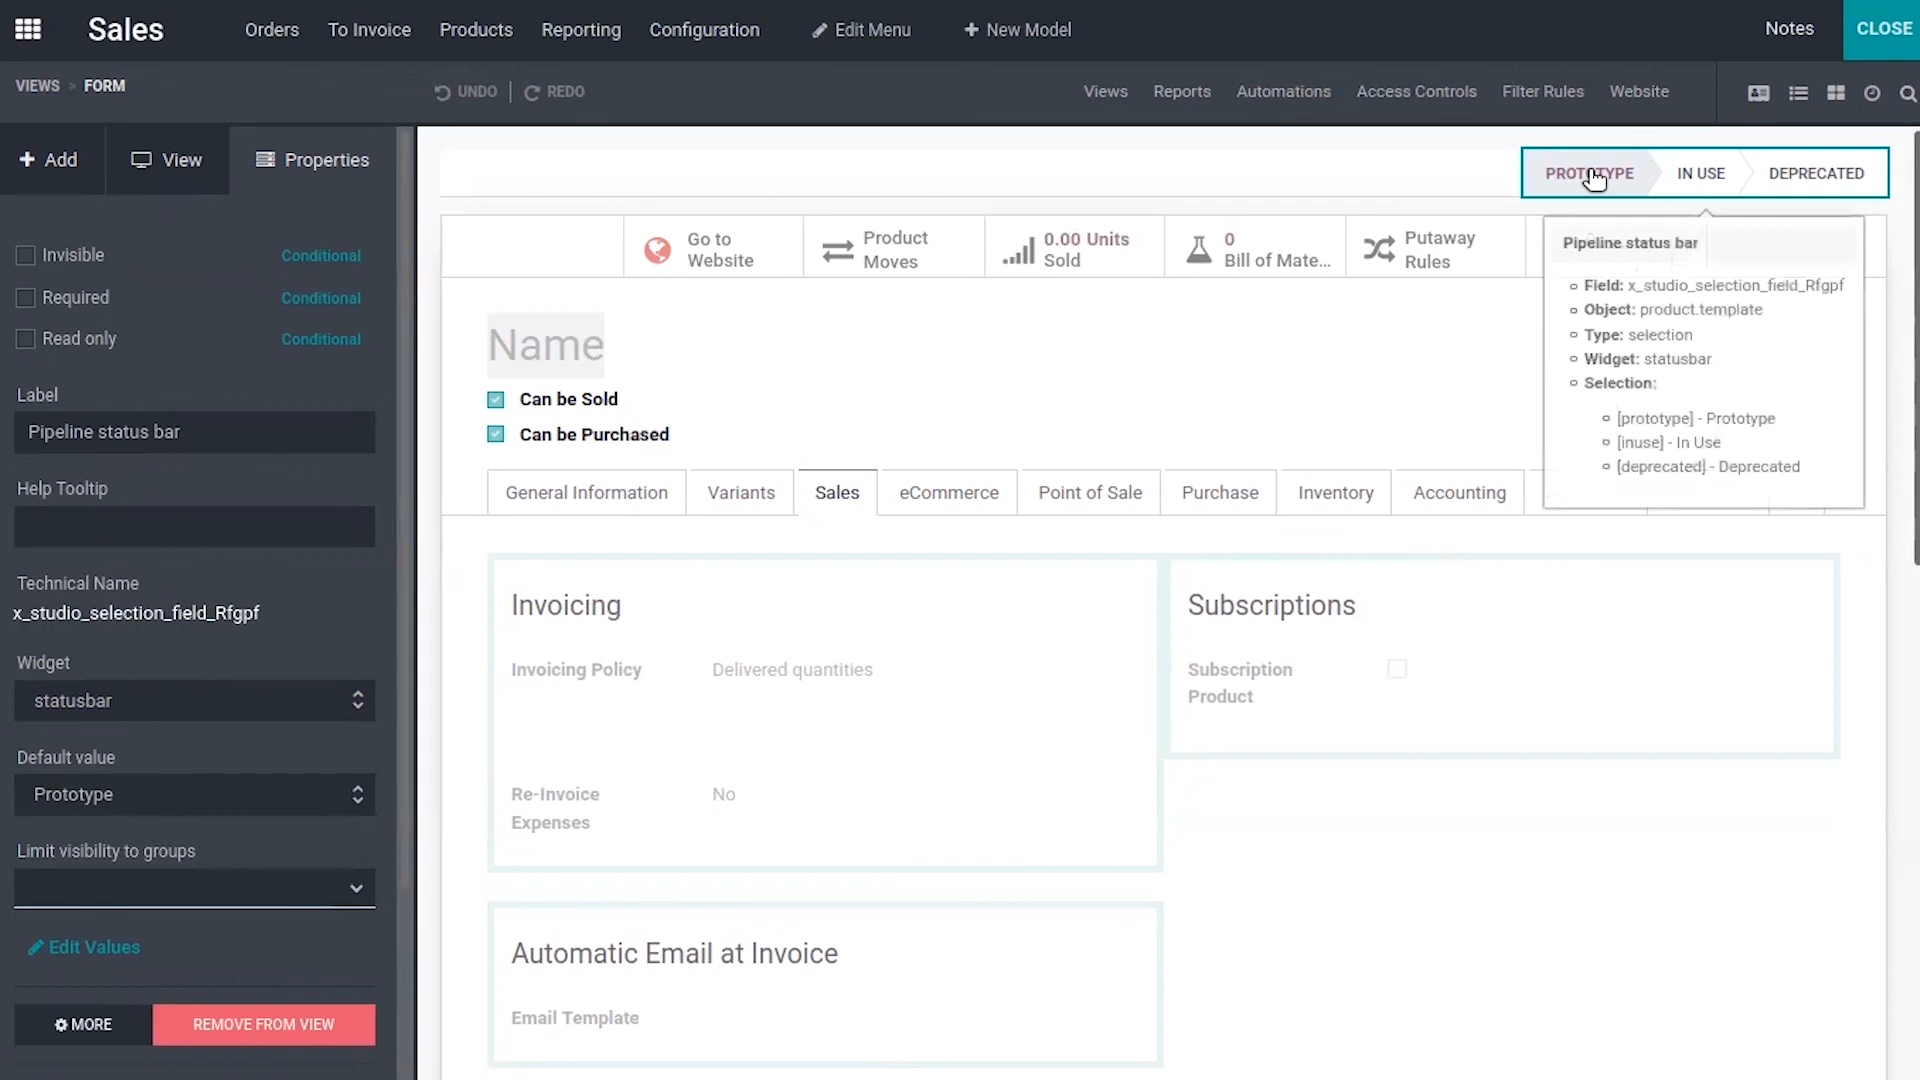 Sales
Orders
To Invoice
Products
Reporting
Configuration
Edit Menu
New Model
Notes
CLOSE
VIEWS > FORM
UNDO
REDO
Views
Reports
Automations
Access Controls
Filter Rules
Website
Add
View
Properties
Invisible
Conditional
Required
Conditional
Read only
Conditional
Label
Pipeline status bar
Help Tooltip
Technical Name
x_studio_selection_field_Rfgpf
Widget
statusbar
Default value
Prototype
Limit visibility to groups
Edit Values
MORE
REMOVE FROM VIEW
PROTOTYPE
IN USE
DEPRECATED
Go to
Website
Product
Moves
0.00 Units
Sold
0
Bill of Mate...
Putaway
Rules
Pipeline status bar
Field: x_studio_selection_field_Rfgpf
Object: product.template
Type: selection
Widget: statusbar
Selection:
[prototype] - Prototype
[inuse] - In Use
[deprecated] - Deprecated
Name
Can be Sold
Can be Purchased
General Information
Variants
Sales
eCommerce
Point of Sale
Purchase
Inventory
Accounting
Invoicing
Invoicing Policy
Delivered quantities
Re-Invoice
Expenses
No
Subscriptions
Subscription
Product
Automatic Email at Invoice
Email Template